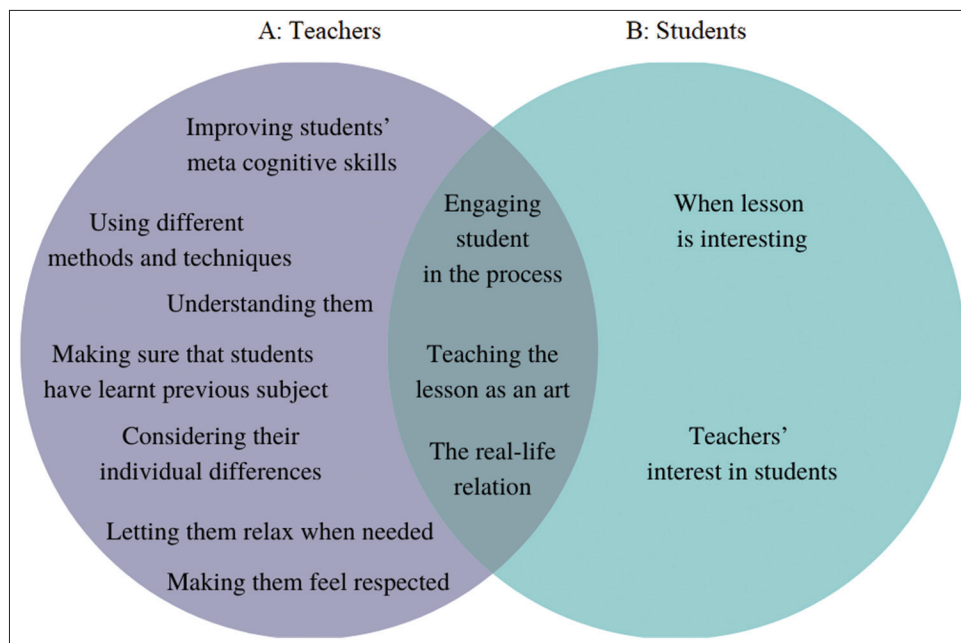 A: Teachers
B: Students
Improving students’
meta cognitive skills
Using different
methods and techniques
Understanding them
Making sure that students
have learnt previous subject
Considering their
individual differences
Letting them relax when needed
Making them feel respected
Engaging
student
in the process
Teaching the
lesson as an art
The real-life
relation
When lesson
is interesting
Teachers’
interest in students